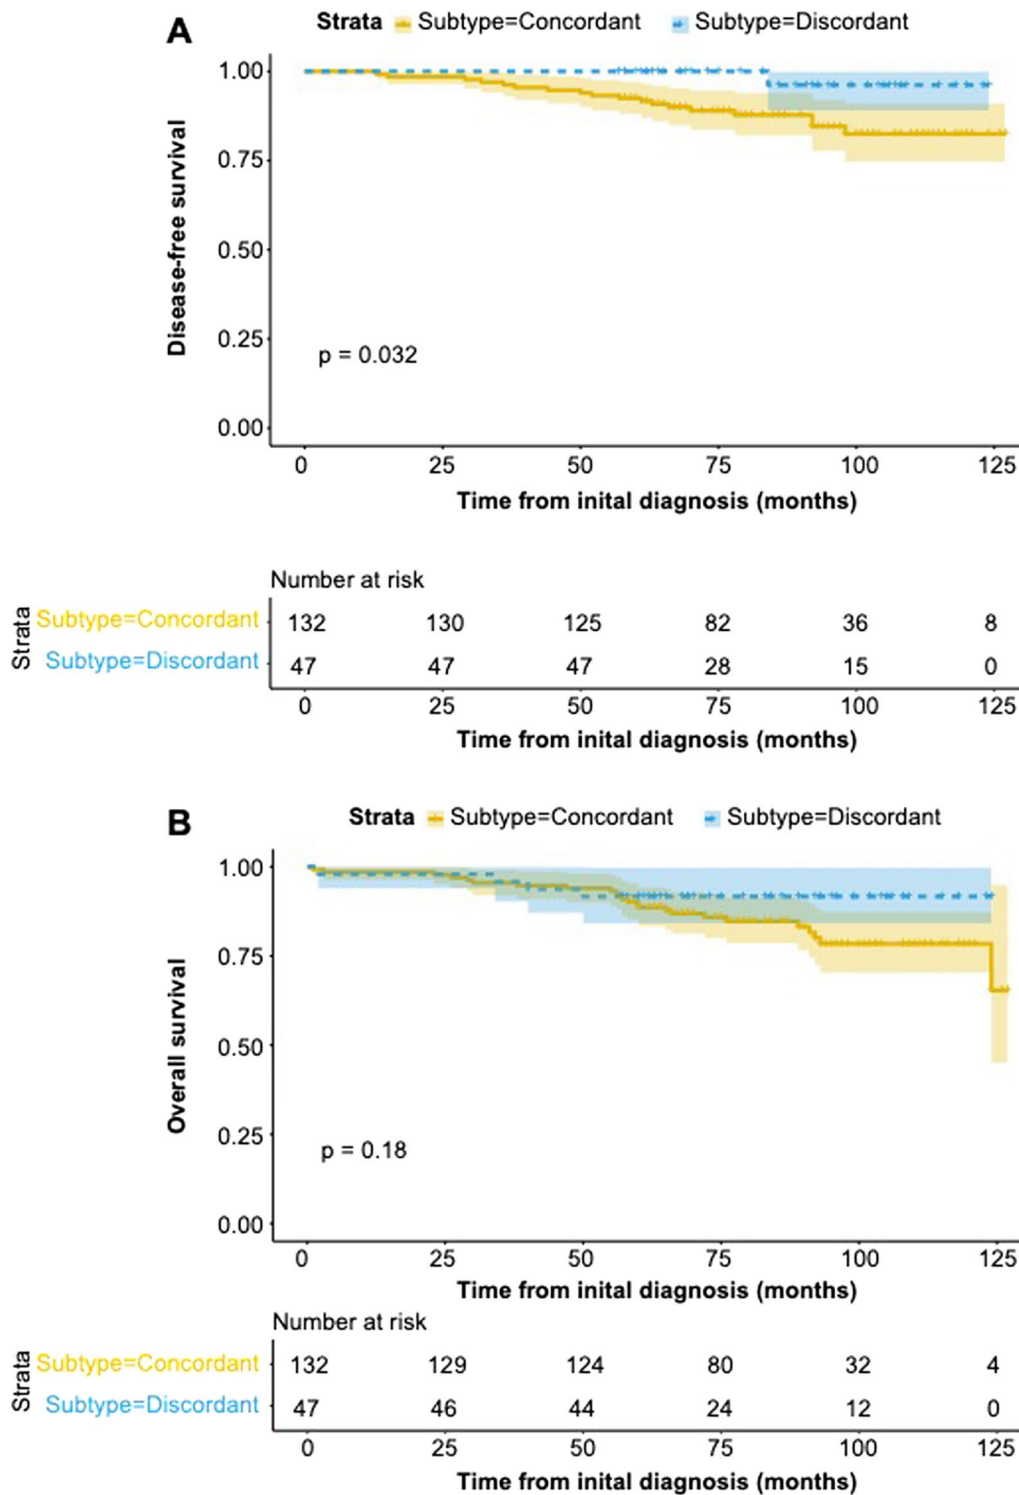 A
Strata Subtype=Concordant Subtype=Discordant
1.00
0.75
0.50
0.25
0.00
Disease-free survival
p = 0.032
0 25 50 75 100 125
Time from inital diagnosis (months)
Number at risk
Strata
Subtype=Concordant 132 130 125 82 36 8
Subtype=Discordant 47 47 47 28 15 0
0 25 50 75 100 125
Time from inital diagnosis (months)
B
Strata Subtype=Concordant Subtype=Discordant
1.00
0.75
0.50
0.25
0.00
Overall survival
p = 0.18
0 25 50 75 100 125
Time from inital diagnosis (months)
Number at risk
Strata
Subtype=Concordant 132 129 124 80 32 4
Subtype=Discordant 47 46 44 24 12 0
0 25 50 75 100 125
Time from inital diagnosis (months)